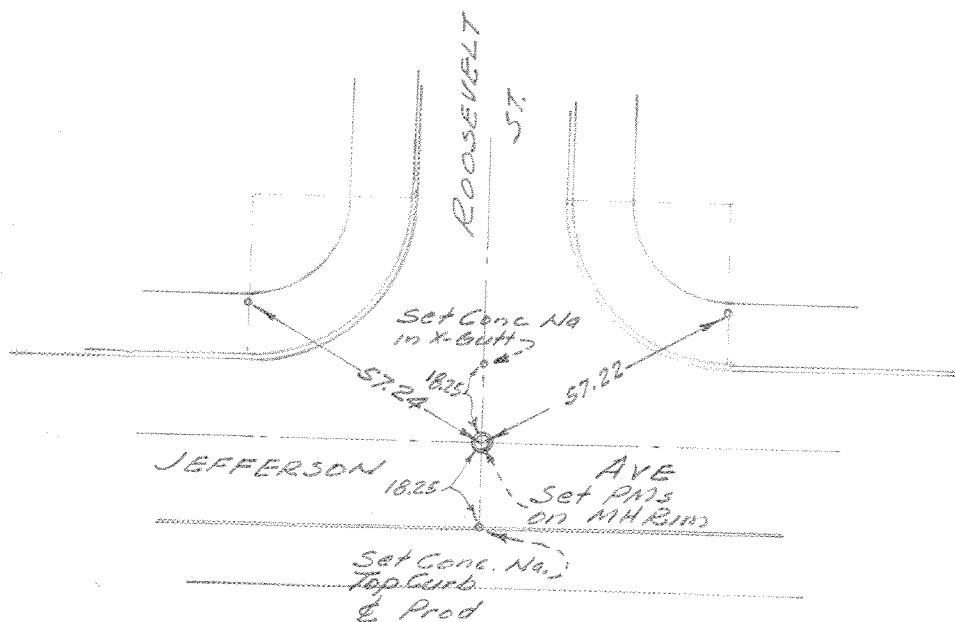 ROOSEVELT
ST.
Set Conc Na
in X-Gutt
18.25
57.24
57.22
JEFFERSON AVE
18.25
Set PMs
on MH Rim
Set Conc. Na.
Top Curb
℄ Prod